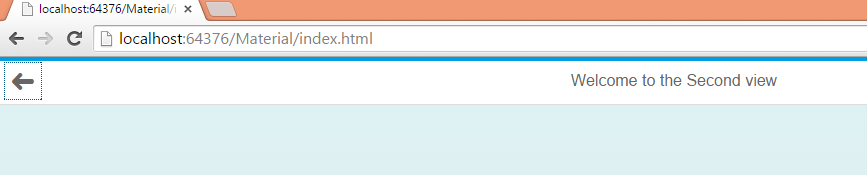 localhost:64376/Material/i
localhost:64376/Material/index.html
Welcome to the Second view